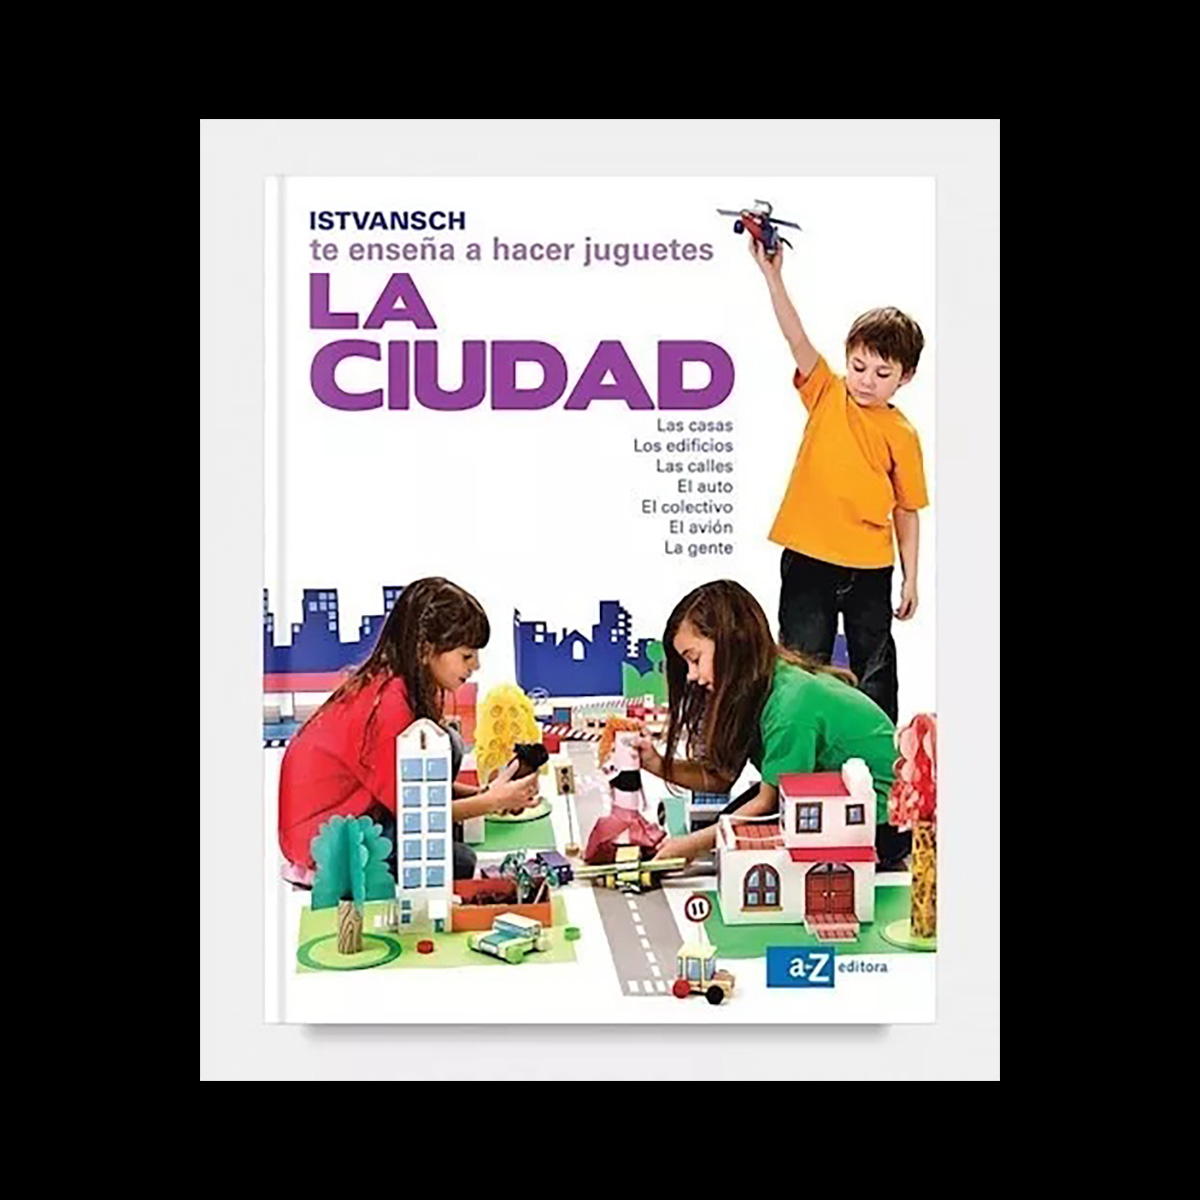 ISTVANSCH
te enseña a hacer juguetes
LA
CIUDAD
Las casas
Los edificios
Las calles
El auto
El colectivo
El avión
La gente
a-Z editora